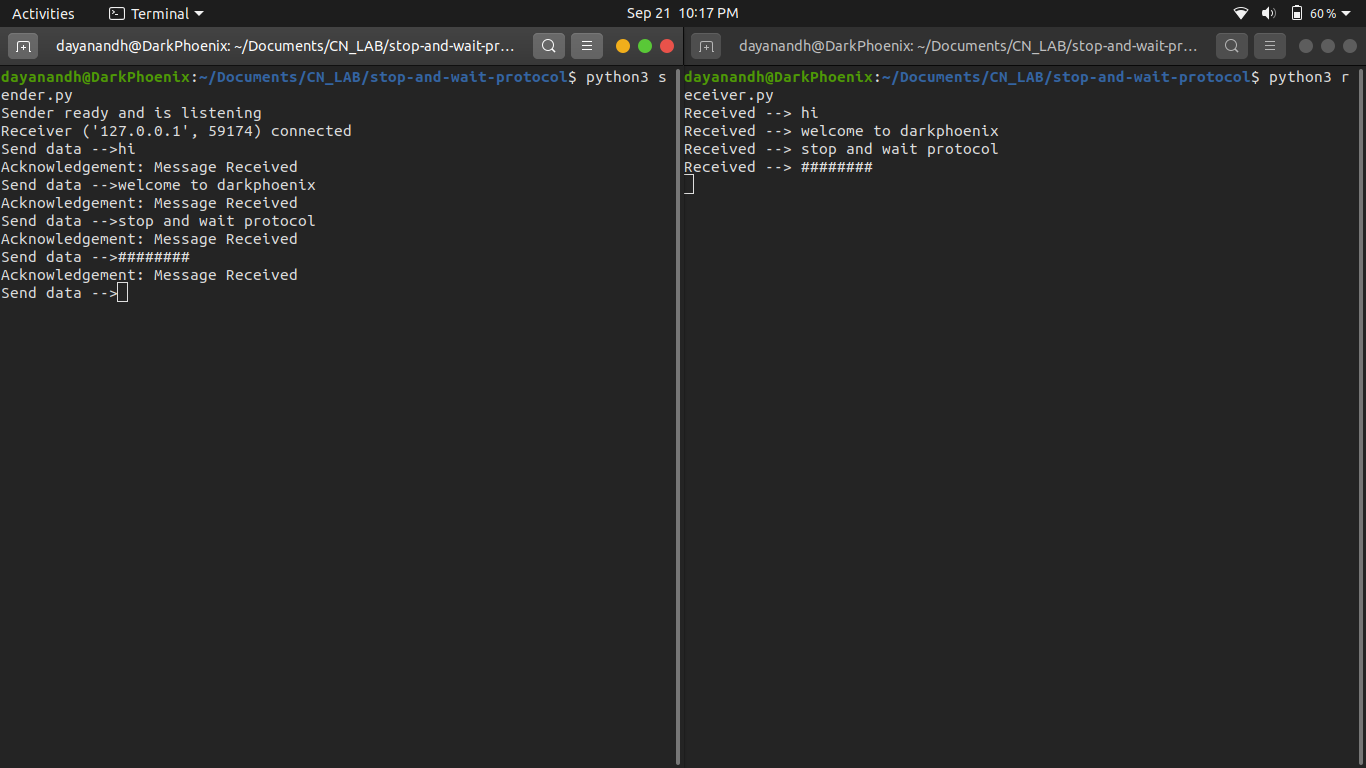 Activities Terminal Sep 21 10:17 PM 60 %
dayanandh@DarkPhoenix: ~/Documents/CN_LAB/stop-and-wait-pr...
dayanandh@DarkPhoenix:~/Documents/CN_LAB/stop-and-wait-protocol$ python3 s
ender.py
Sender ready and is listening
Receiver ('127.0.0.1', 59174) connected
Send data -->hi
Acknowledgement: Message Received
Send data -->welcome to darkphoenix
Acknowledgement: Message Received
Send data -->stop and wait protocol
Acknowledgement: Message Received
Send data -->########
Acknowledgement: Message Received
Send data -->
dayanandh@DarkPhoenix: ~/Documents/CN_LAB/stop-and-wait-pr...
dayanandh@DarkPhoenix:~/Documents/CN_LAB/stop-and-wait-protocol$ python3 r
eceiver.py
Received --> hi
Received --> welcome to darkphoenix
Received --> stop and wait protocol
Received --> ########